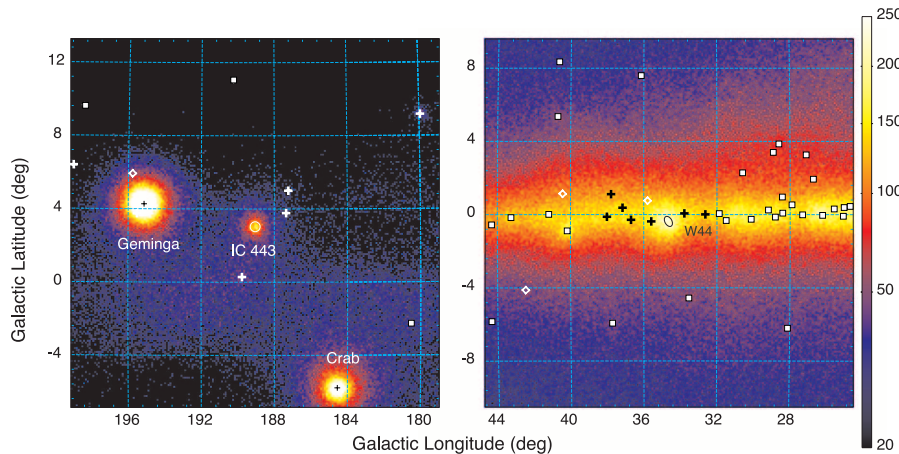 12
8
4
0
-4
Geminga
IC 443
Crab
196 192 188 184 180
8
4
0
-4
-8
W44
44 40 36 32 28
250
200
150
100
50
20
Galactic Latitude (deg)
Galactic Longitude (deg)